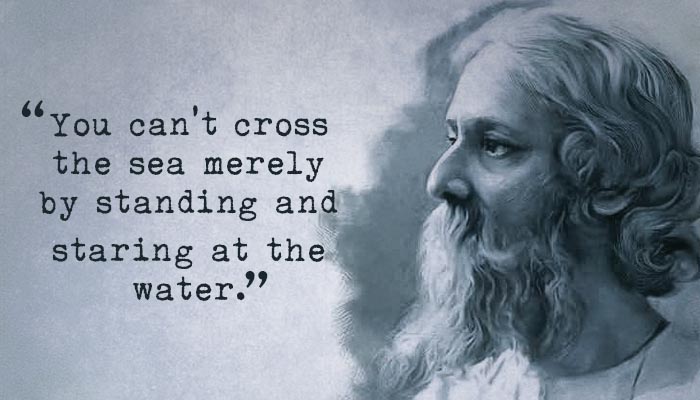 “You can't cross
the sea merely
by standing and
staring at the
water.”